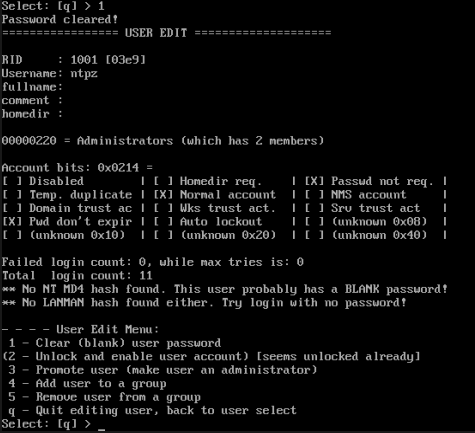 Select: [q] > 1
Password cleared!
================= USER EDIT ====================
RID     : 1001 [03e9]
Username: ntpz
fullname:
comment :
homedir :
00000220 = Administrators (which has 2 members)
Account bits: 0x0214 =
[ ] Disabled        | [ ] Homedir req.    | [X] Passwd not req. |
[ ] Temp. duplicate | [X] Normal account  | [ ] NMS account     |
[ ] Domain trust ac | [ ] Wks trust act.  | [ ] Srv trust act   |
[X] Pwd don't expir | [ ] Auto lockout    | [ ] (unknown 0x08)  |
[ ] (unknown 0x10)  | [ ] (unknown 0x20)  | [ ] (unknown 0x40)  |
Failed login count: 0, while max tries is: 0
Total  login count: 11
** No NT MD4 hash found. This user probably has a BLANK password!
** No LANMAN hash found either. Try login with no password!
- - - - User Edit Menu:
 1 - Clear (blank) user password
(2 - Unlock and enable user account) [seems unlocked already]
 3 - Promote user (make user an administrator)
 4 - Add user to a group
 5 - Remove user from a group
 q - Quit editing user, back to user select
Select: [q] > _